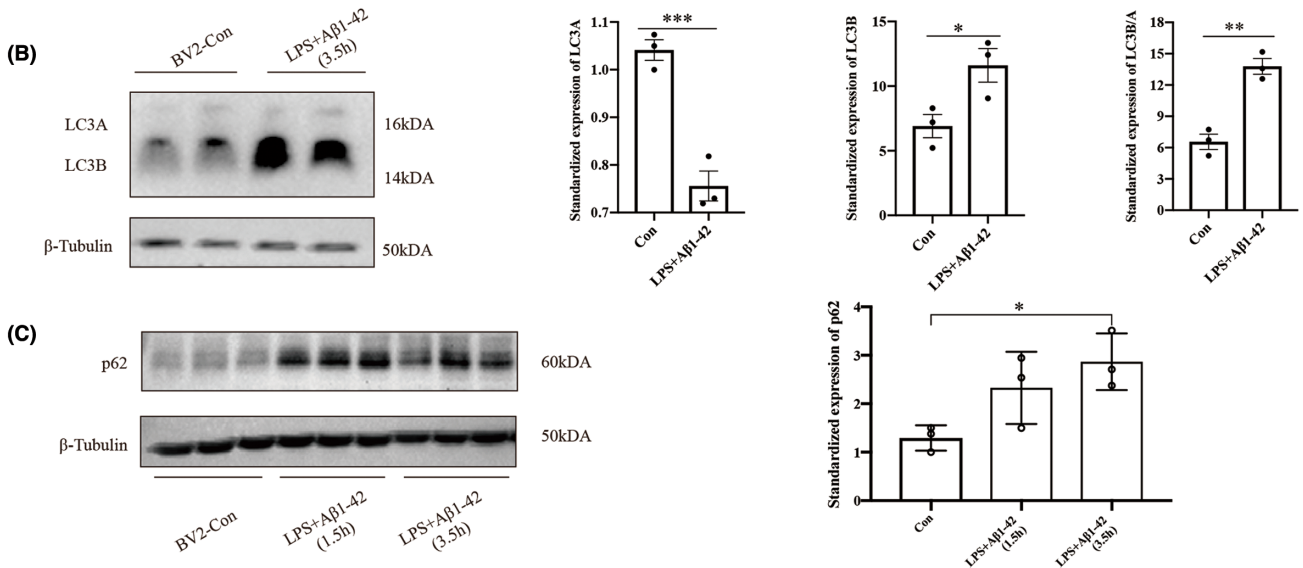 (B)
BV2-Con
LPS+Aβ1-42
(3.5h)
LC3A
LC3B
16kDA
14kDA
β-Tubulin
50kDA
Standardized expression of LC3A
1.1
1.0
0.9
0.8
0.7
***
Con
LPS+Aβ1-42
Standardized expression of LC3B
15
10
5
0
*
Con
LPS+Aβ1-42
Standardized expression of LC3B/A
18
15
12
9
6
3
0
**
Con
LPS+Aβ1-42
(C)
p62
60kDA
β-Tubulin
50kDA
BV2-Con
LPS+Aβ1-42
(1.5h)
LPS+Aβ1-42
(3.5h)
Standardized expression of p62
4
3
2
1
0
*
Con
LPS+Aβ1-42
(1.5h)
LPS+Aβ1-42
(3.5h)